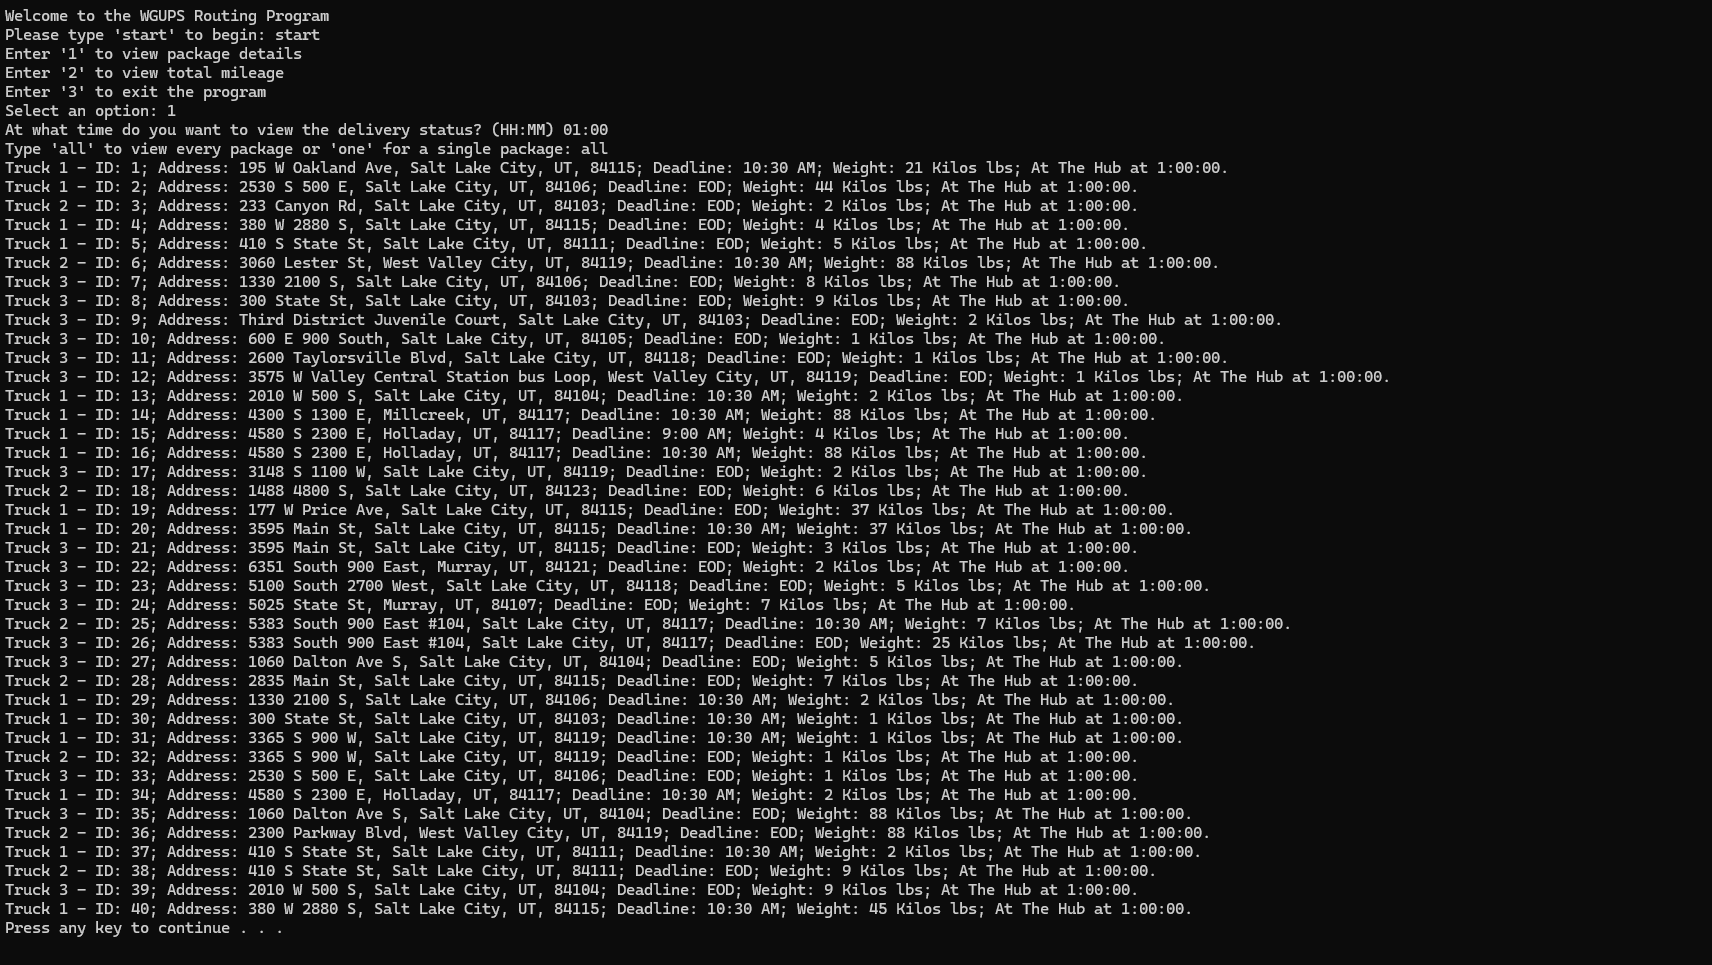 Welcome to the WGUPS Routing Program
Please type 'start' to begin: start
Enter '1' to view package details
Enter '2' to view total mileage
Enter '3' to exit the program
Select an option: 1
At what time do you want to view the delivery status? (HH:MM) 01:00
Type 'all' to view every package or 'one' for a single package: all
Truck 1 - ID: 1; Address: 195 W Oakland Ave, Salt Lake City, UT, 84115; Deadline: 10:30 AM; Weight: 21 Kilos lbs; At The Hub at 1:00:00.
Truck 1 - ID: 2; Address: 2530 S 500 E, Salt Lake City, UT, 84106; Deadline: EOD; Weight: 44 Kilos lbs; At The Hub at 1:00:00.
Truck 2 - ID: 3; Address: 233 Canyon Rd, Salt Lake City, UT, 84103; Deadline: EOD; Weight: 2 Kilos lbs; At The Hub at 1:00:00.
Truck 1 - ID: 4; Address: 380 W 2880 S, Salt Lake City, UT, 84115; Deadline: EOD; Weight: 4 Kilos lbs; At The Hub at 1:00:00.
Truck 1 - ID: 5; Address: 410 S State St, Salt Lake City, UT, 84111; Deadline: EOD; Weight: 5 Kilos lbs; At The Hub at 1:00:00.
Truck 2 - ID: 6; Address: 3060 Lester St, West Valley City, UT, 84119; Deadline: 10:30 AM; Weight: 88 Kilos lbs; At The Hub at 1:00:00.
Truck 3 - ID: 7; Address: 1330 2100 S, Salt Lake City, UT, 84106; Deadline: EOD; Weight: 8 Kilos lbs; At The Hub at 1:00:00.
Truck 3 - ID: 8; Address: 300 State St, Salt Lake City, UT, 84103; Deadline: EOD; Weight: 9 Kilos lbs; At The Hub at 1:00:00.
Truck 3 - ID: 9; Address: Third District Juvenile Court, Salt Lake City, UT, 84103; Deadline: EOD; Weight: 2 Kilos lbs; At The Hub at 1:00:00.
Truck 3 - ID: 10; Address: 600 E 900 South, Salt Lake City, UT, 84105; Deadline: EOD; Weight: 1 Kilos lbs; At The Hub at 1:00:00.
Truck 3 - ID: 11; Address: 2600 Taylorsville Blvd, Salt Lake City, UT, 84118; Deadline: EOD; Weight: 1 Kilos lbs; At The Hub at 1:00:00.
Truck 3 - ID: 12; Address: 3575 W Valley Central Station bus Loop, West Valley City, UT, 84119; Deadline: EOD; Weight: 1 Kilos lbs; At The Hub at 1:00:00.
Truck 1 - ID: 13; Address: 2010 W 500 S, Salt Lake City, UT, 84104; Deadline: 10:30 AM; Weight: 2 Kilos lbs; At The Hub at 1:00:00.
Truck 1 - ID: 14; Address: 4300 S 1300 E, Millcreek, UT, 84117; Deadline: 10:30 AM; Weight: 88 Kilos lbs; At The Hub at 1:00:00.
Truck 1 - ID: 15; Address: 4580 S 2300 E, Holladay, UT, 84117; Deadline: 9:00 AM; Weight: 4 Kilos lbs; At The Hub at 1:00:00.
Truck 1 - ID: 16; Address: 4580 S 2300 E, Holladay, UT, 84117; Deadline: 10:30 AM; Weight: 88 Kilos lbs; At The Hub at 1:00:00.
Truck 3 - ID: 17; Address: 3148 S 1100 W, Salt Lake City, UT, 84119; Deadline: EOD; Weight: 2 Kilos lbs; At The Hub at 1:00:00.
Truck 2 - ID: 18; Address: 1488 4800 S, Salt Lake City, UT, 84123; Deadline: EOD; Weight: 6 Kilos lbs; At The Hub at 1:00:00.
Truck 1 - ID: 19; Address: 177 W Price Ave, Salt Lake City, UT, 84115; Deadline: EOD; Weight: 37 Kilos lbs; At The Hub at 1:00:00.
Truck 1 - ID: 20; Address: 3595 Main St, Salt Lake City, UT, 84115; Deadline: 10:30 AM; Weight: 37 Kilos lbs; At The Hub at 1:00:00.
Truck 3 - ID: 21; Address: 3595 Main St, Salt Lake City, UT, 84115; Deadline: EOD; Weight: 3 Kilos lbs; At The Hub at 1:00:00.
Truck 3 - ID: 22; Address: 6351 South 900 East, Murray, UT, 84121; Deadline: EOD; Weight: 2 Kilos lbs; At The Hub at 1:00:00.
Truck 3 - ID: 23; Address: 5100 South 2700 West, Salt Lake City, UT, 84118; Deadline: EOD; Weight: 5 Kilos lbs; At The Hub at 1:00:00.
Truck 3 - ID: 24; Address: 5025 State St, Murray, UT, 84107; Deadline: EOD; Weight: 7 Kilos lbs; At The Hub at 1:00:00.
Truck 2 - ID: 25; Address: 5383 South 900 East #104, Salt Lake City, UT, 84117; Deadline: 10:30 AM; Weight: 7 Kilos lbs; At The Hub at 1:00:00.
Truck 3 - ID: 26; Address: 5383 South 900 East #104, Salt Lake City, UT, 84117; Deadline: EOD; Weight: 25 Kilos lbs; At The Hub at 1:00:00.
Truck 3 - ID: 27; Address: 1060 Dalton Ave S, Salt Lake City, UT, 84104; Deadline: EOD; Weight: 5 Kilos lbs; At The Hub at 1:00:00.
Truck 2 - ID: 28; Address: 2835 Main St, Salt Lake City, UT, 84115; Deadline: EOD; Weight: 7 Kilos lbs; At The Hub at 1:00:00.
Truck 1 - ID: 29; Address: 1330 2100 S, Salt Lake City, UT, 84106; Deadline: 10:30 AM; Weight: 2 Kilos lbs; At The Hub at 1:00:00.
Truck 1 - ID: 30; Address: 300 State St, Salt Lake City, UT, 84103; Deadline: 10:30 AM; Weight: 1 Kilos lbs; At The Hub at 1:00:00.
Truck 1 - ID: 31; Address: 3365 S 900 W, Salt Lake City, UT, 84119; Deadline: 10:30 AM; Weight: 1 Kilos lbs; At The Hub at 1:00:00.
Truck 2 - ID: 32; Address: 3365 S 900 W, Salt Lake City, UT, 84119; Deadline: EOD; Weight: 1 Kilos lbs; At The Hub at 1:00:00.
Truck 3 - ID: 33; Address: 2530 S 500 E, Salt Lake City, UT, 84106; Deadline: EOD; Weight: 1 Kilos lbs; At The Hub at 1:00:00.
Truck 1 - ID: 34; Address: 4580 S 2300 E, Holladay, UT, 84117; Deadline: 10:30 AM; Weight: 2 Kilos lbs; At The Hub at 1:00:00.
Truck 3 - ID: 35; Address: 1060 Dalton Ave S, Salt Lake City, UT, 84104; Deadline: EOD; Weight: 88 Kilos lbs; At The Hub at 1:00:00.
Truck 2 - ID: 36; Address: 2300 Parkway Blvd, West Valley City, UT, 84119; Deadline: EOD; Weight: 88 Kilos lbs; At The Hub at 1:00:00.
Truck 1 - ID: 37; Address: 410 S State St, Salt Lake City, UT, 84111; Deadline: 10:30 AM; Weight: 2 Kilos lbs; At The Hub at 1:00:00.
Truck 2 - ID: 38; Address: 410 S State St, Salt Lake City, UT, 84111; Deadline: EOD; Weight: 9 Kilos lbs; At The Hub at 1:00:00.
Truck 3 - ID: 39; Address: 2010 W 500 S, Salt Lake City, UT, 84104; Deadline: EOD; Weight: 9 Kilos lbs; At The Hub at 1:00:00.
Truck 1 - ID: 40; Address: 380 W 2880 S, Salt Lake City, UT, 84115; Deadline: 10:30 AM; Weight: 45 Kilos lbs; At The Hub at 1:00:00.
Press any key to continue . . .